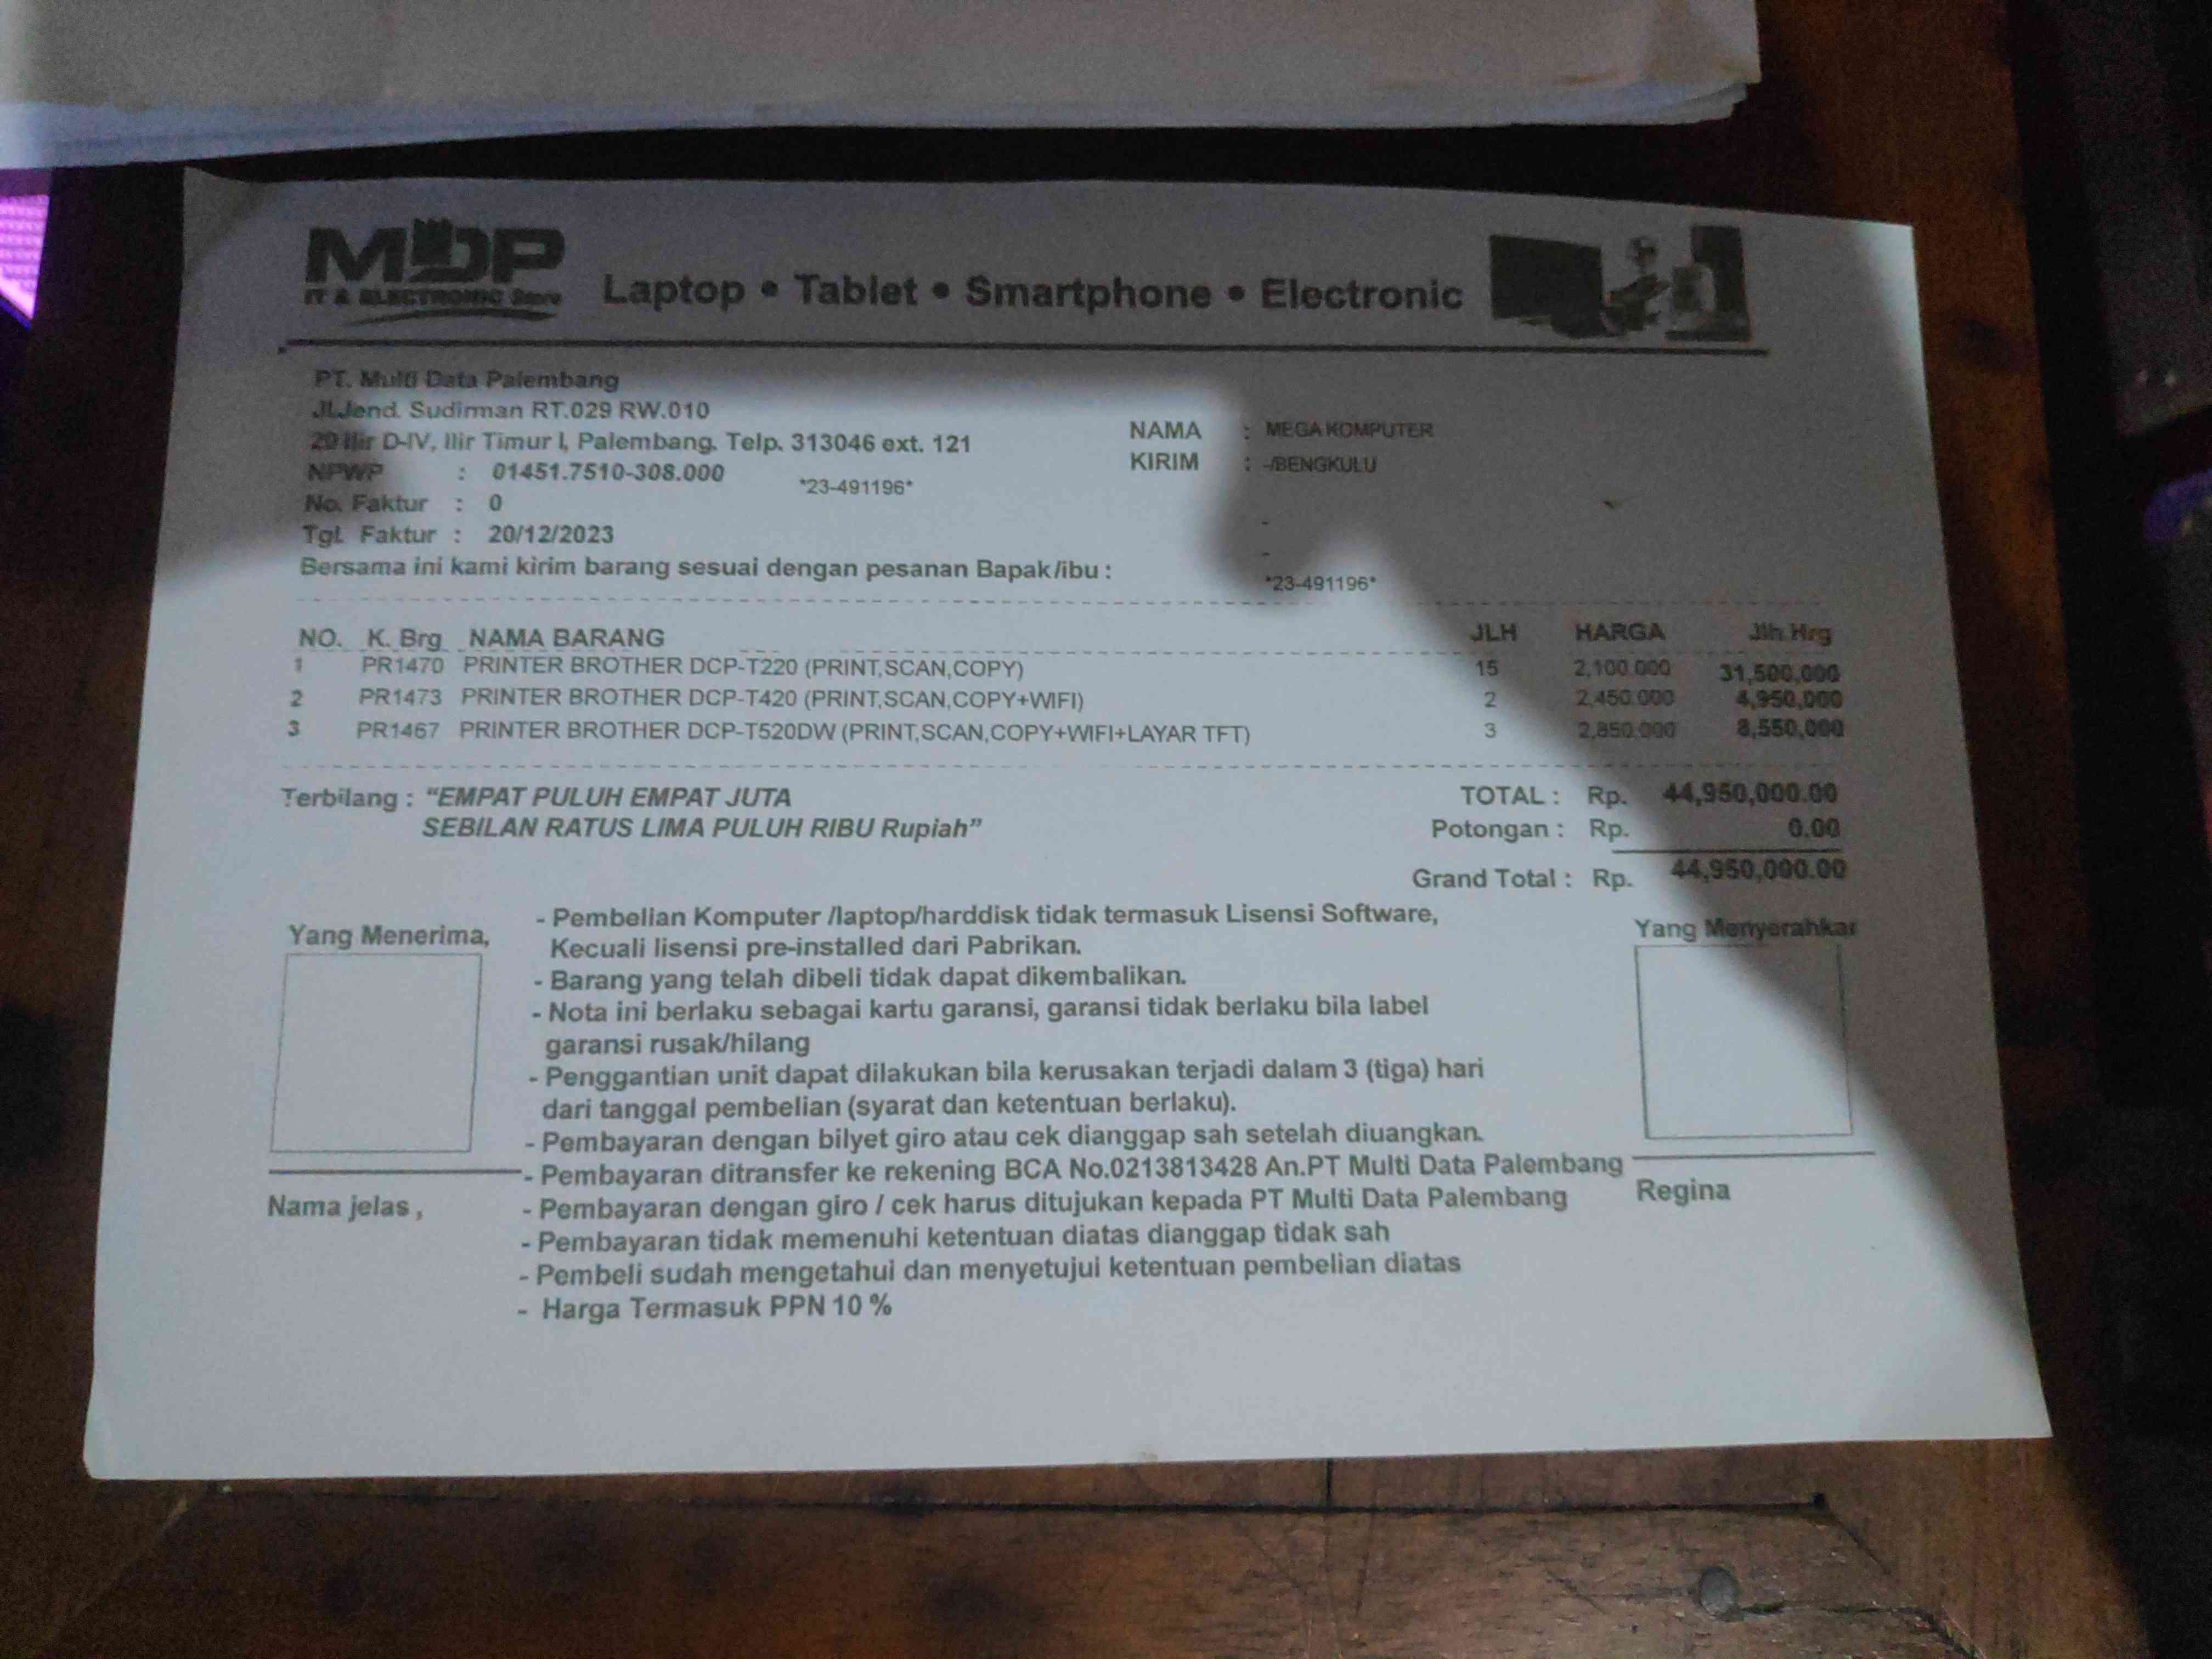 MDP
IT & ELECTRONIC Store
Laptop • Tablet • Smartphone • Electronic
PT. Multi Data Palembang
Jl.Jend. Sudirman RT.029 RW.010
20 Ilir D-IV, Ilir Timur I, Palembang. Telp. 313046 ext. 121
NPWP : 01451.7510-308.000
*23-491196*
No. Faktur : 0
Tgl. Faktur : 20/12/2023
NAMA : MEGA KOMPUTER
KIRIM : -/BENGKULU
-
-
*23-491196*
Bersama ini kami kirim barang sesuai dengan pesanan Bapak/ibu :
NO. K. Brg NAMA BARANG JLH HARGA Jlh Hrg
1 PR1470 PRINTER BROTHER DCP-T220 (PRINT,SCAN,COPY) 15 2,100.000 31,500,000
2 PR1473 PRINTER BROTHER DCP-T420 (PRINT,SCAN,COPY+WIFI) 2 2,450.000 4,950,000
3 PR1467 PRINTER BROTHER DCP-T520DW (PRINT,SCAN,COPY+WIFI+LAYAR TFT) 3 2,850.000 8,550,000
Terbilang : "EMPAT PULUH EMPAT JUTA
SEBILAN RATUS LIMA PULUH RIBU Rupiah"
TOTAL : Rp. 44,950,000.00
Potongan : Rp. 0.00
Grand Total : Rp. 44,950,000.00
Yang Menerima,
- Pembelian Komputer /laptop/harddisk tidak termasuk Lisensi Software,
Kecuali lisensi pre-installed dari Pabrikan.
- Barang yang telah dibeli tidak dapat dikembalikan.
- Nota ini berlaku sebagai kartu garansi, garansi tidak berlaku bila label
garansi rusak/hilang
- Penggantian unit dapat dilakukan bila kerusakan terjadi dalam 3 (tiga) hari
dari tanggal pembelian (syarat dan ketentuan berlaku).
- Pembayaran dengan bilyet giro atau cek dianggap sah setelah diuangkan.
- Pembayaran ditransfer ke rekening BCA No.0213813428 An.PT Multi Data Palembang
- Pembayaran dengan giro / cek harus ditujukan kepada PT Multi Data Palembang
- Pembayaran tidak memenuhi ketentuan diatas dianggap tidak sah
- Pembeli sudah mengetahui dan menyetujui ketentuan pembelian diatas
- Harga Termasuk PPN 10 %
Nama jelas ,
Yang Menyerahkar
Regina